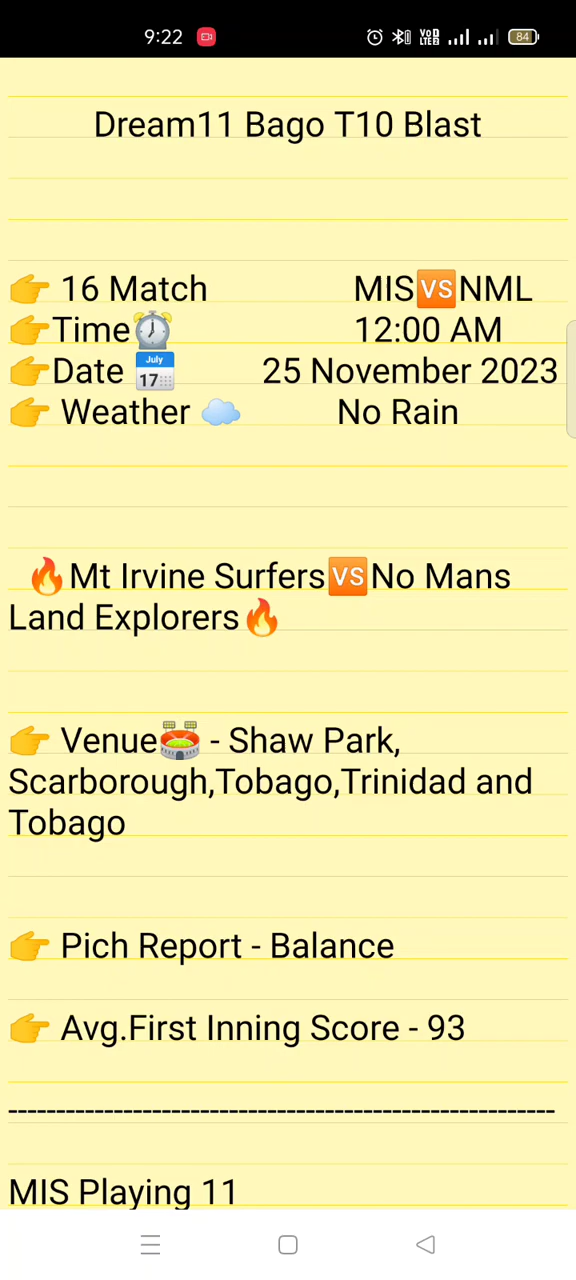 9:22
VoD LTE2 84
Dream11 Bago T10 Blast
👉 16 Match MIS🆚NML
👉Time⏰ 12:00 AM
👉Date 📅 25 November 2023
👉 Weather ☁️ No Rain
🔥Mt Irvine Surfers🆚No Mans
Land Explorers🔥
👉 Venue🏟️ - Shaw Park,
Scarborough,Tobago,Trinidad and
Tobago
👉 Pich Report - Balance
👉 Avg.First Inning Score - 93
-------------------------------------------------------
MIS Playing 11